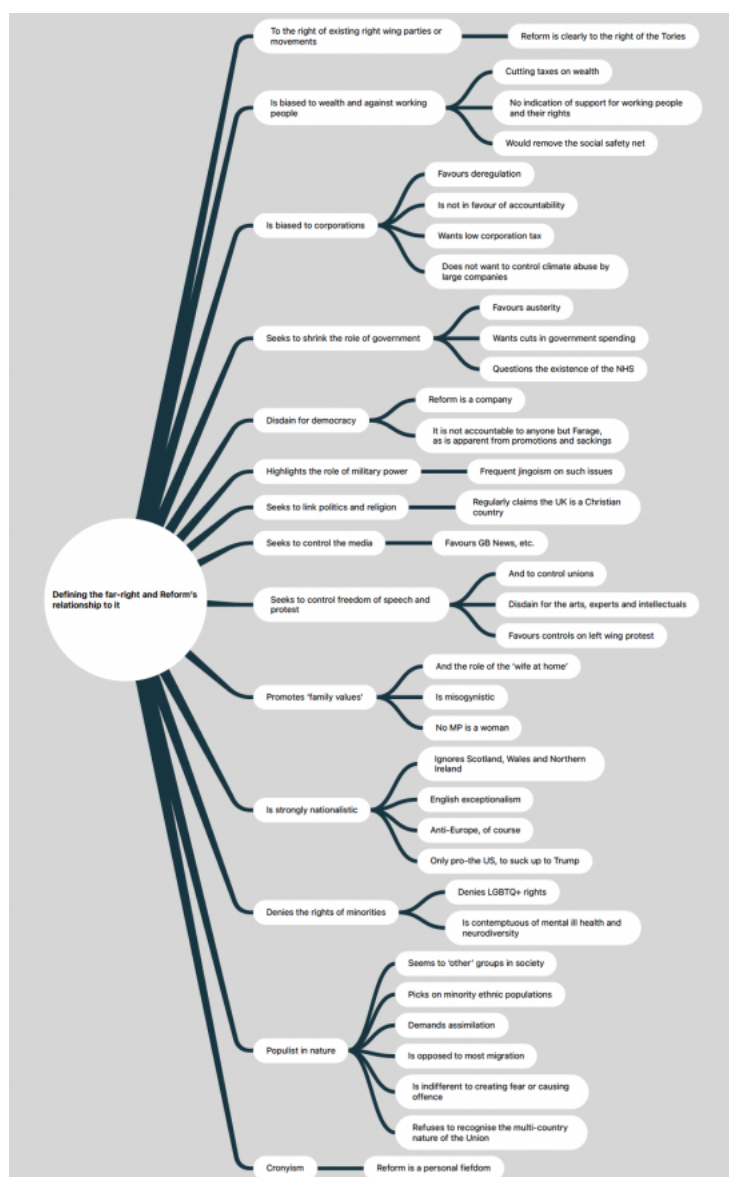 To the right of existing right wing parties or
movements
Reform is clearly to the right of the Tories
Is biased to wealth and against working
people
Cutting taxes on wealth
No indication of support for working people
and their rights
Would remove the social safety net
Is biased to corporations
Favours deregulation
Is not in favour of accountability
Wants low corporation tax
Does not want to control climate abuse by
large companies
Seeks to shrink the role of government
Favours austerity
Wants cuts in government spending
Questions the existence of the NHS
Disdain for democracy
Reform is a company
It is not accountable to anyone but Farage,
as is apparent from promotions and sackings
Highlights the role of military power
Frequent jingoism on such issues
Seeks to link politics and religion
Regularly claims the UK is a Christian
country
Seeks to control the media
Favours GB News, etc.
Defining the far-right and Reform's
relationship to it
Seeks to control freedom of speech and
protest
And to control unions
Disdain for the arts, experts and intellectuals
Favours controls on left wing protest
Promotes 'family values'
And the role of the 'wife at home'
Is misogynistic
No MP is a woman
Is strongly nationalistic
Ignores Scotland, Wales and Northern
Ireland
English exceptionalism
Anti-Europe, of course
Only pro-the US, to suck up to Trump
Denies the rights of minorities
Denies LGBTQ+ rights
Is contemptuous of mental ill health and
neurodiversity
Populist in nature
Seems to 'other' groups in society
Picks on minority ethnic populations
Demands assimilation
Is opposed to most migration
Is indifferent to creating fear or causing
offence
Refuses to recognise the multi-country
nature of the Union
Cronyism
Reform is a personal fiefdom